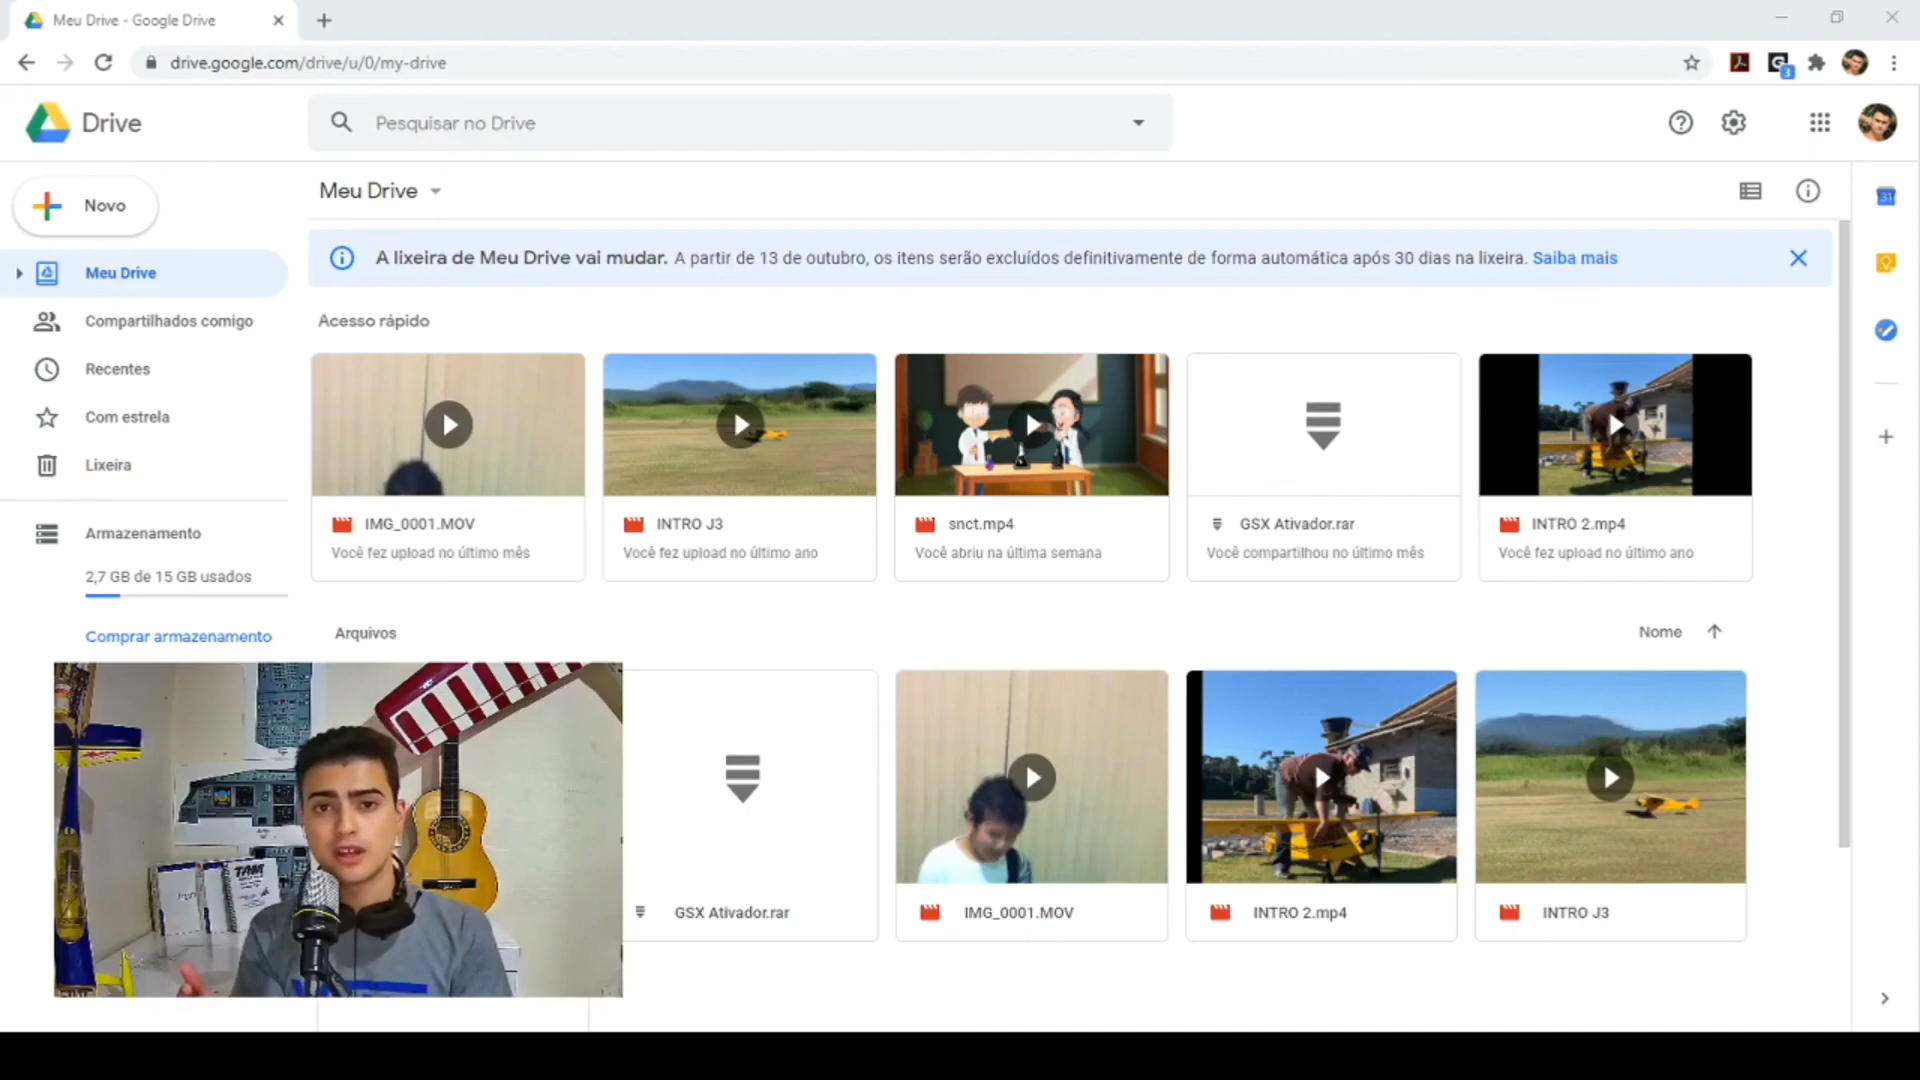 Meu Drive - Google Drive
drive.google.com/drive/u/0/my-drive
3
Drive
Pesquisar no Drive
Novo
Meu Drive
31
A lixeira de Meu Drive vai mudar. A partir de 13 de outubro, os itens serão excluídos definitivamente de forma automática após 30 dias na lixeira. Saiba mais
Meu Drive
Compartilhados comigo
Recentes
Com estrela
Lixeira
Armazenamento
2,7 GB de 15 GB usados
Comprar armazenamento
Acesso rápido
IMG_0001.MOV
Você fez upload no último mês
INTRO J3
Você fez upload no último ano
snct.mp4
Você abriu na última semana
GSX Ativador.rar
Você compartilhou no último mês
INTRO 2.mp4
Você fez upload no último ano
Arquivos
Nome
TAM
GSX Ativador.rar
IMG_0001.MOV
INTRO 2.mp4
INTRO J3